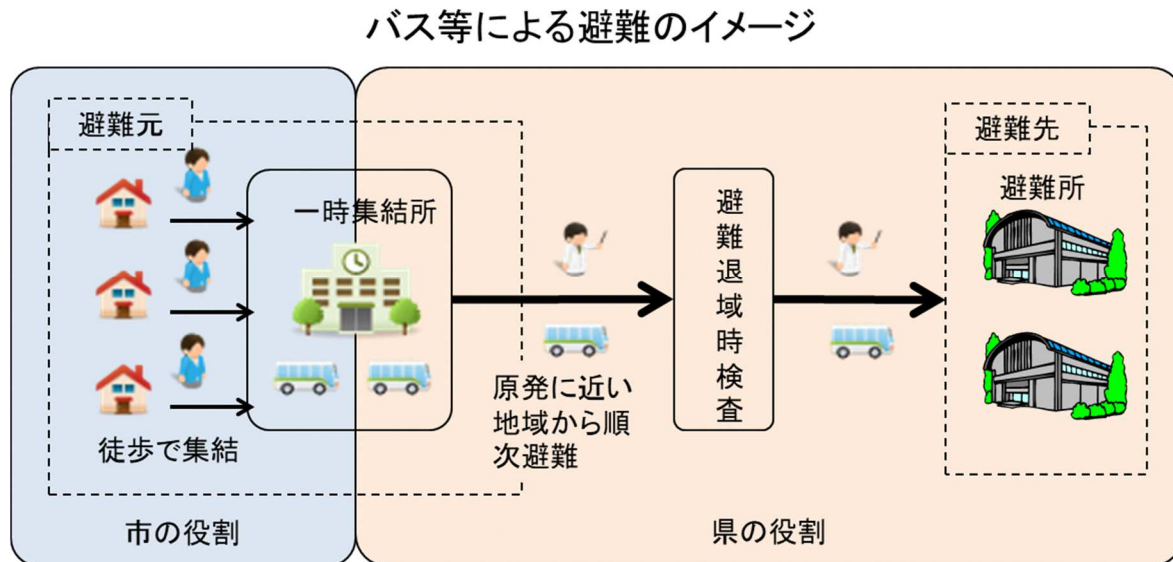 バス等による避難のイメージ
避難元
一時集結所
徒歩で集結
市の役割
原発に近い
地域から順
次避難
避難退域時検査
避難先
避難所
県の役割